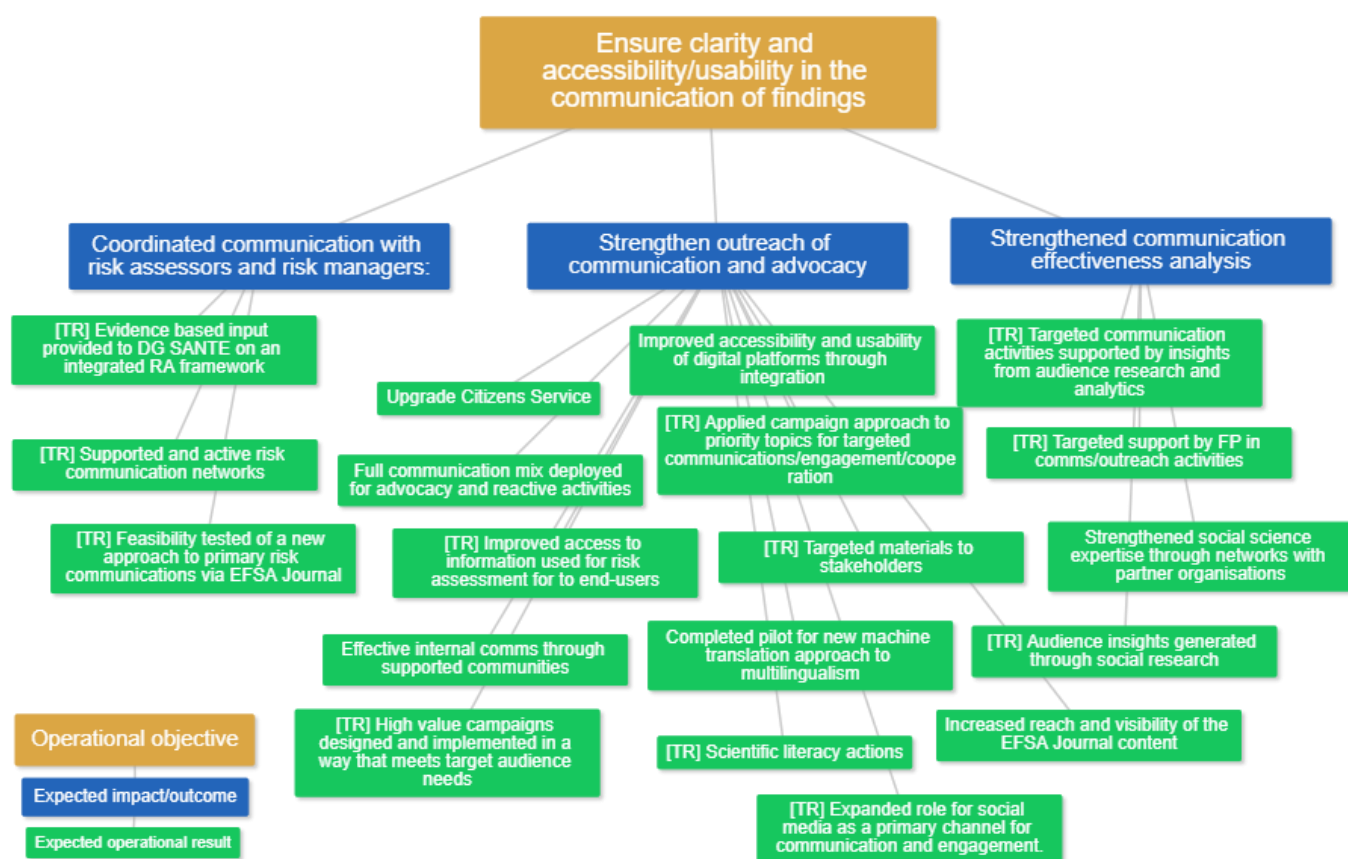 Ensure clarity and
accessibility/usability in the
communication of findings
Coordinated communication with
risk assessors and risk managers:
Strengthen outreach of
communication and advocacy
Strengthened communication
effectiveness analysis
[TR] Evidence based input
provided to DG SANTE on an
integrated RA framework
[TR] Supported and active risk
communication networks
[TR] Feasibility tested of a new
approach to primary risk
communications via EFSA Journal
Improved accessibility and usability
of digital platforms through
integration
Upgrade Citizens Service
[TR] Applied campaign approach to
priority topics for targeted
communications/engagement/coope
ration
Full communication mix deployed
for advocacy and reactive activities
[TR] Improved access to
information used for risk
assessment for to end-users
[TR] Targeted materials to
stakeholders
Effective internal comms through
supported communities
Completed pilot for new machine
translation approach to
multilingualism
[TR] High value campaigns
designed and implemented in a
way that meets target audience
needs
[TR] Scientific literacy actions
Increased reach and visibility of the
EFSA Journal content
[TR] Expanded role for social
media as a primary channel for
communication and engagement.
[TR] Targeted communication
activities supported by insights
from audience research and
analytics
[TR] Targeted support by FP in
comms/outreach activities
Strengthened social science
expertise through networks with
partner organisations
[TR] Audience insights generated
through social research
Operational objective
Expected impact/outcome
Expected operational result